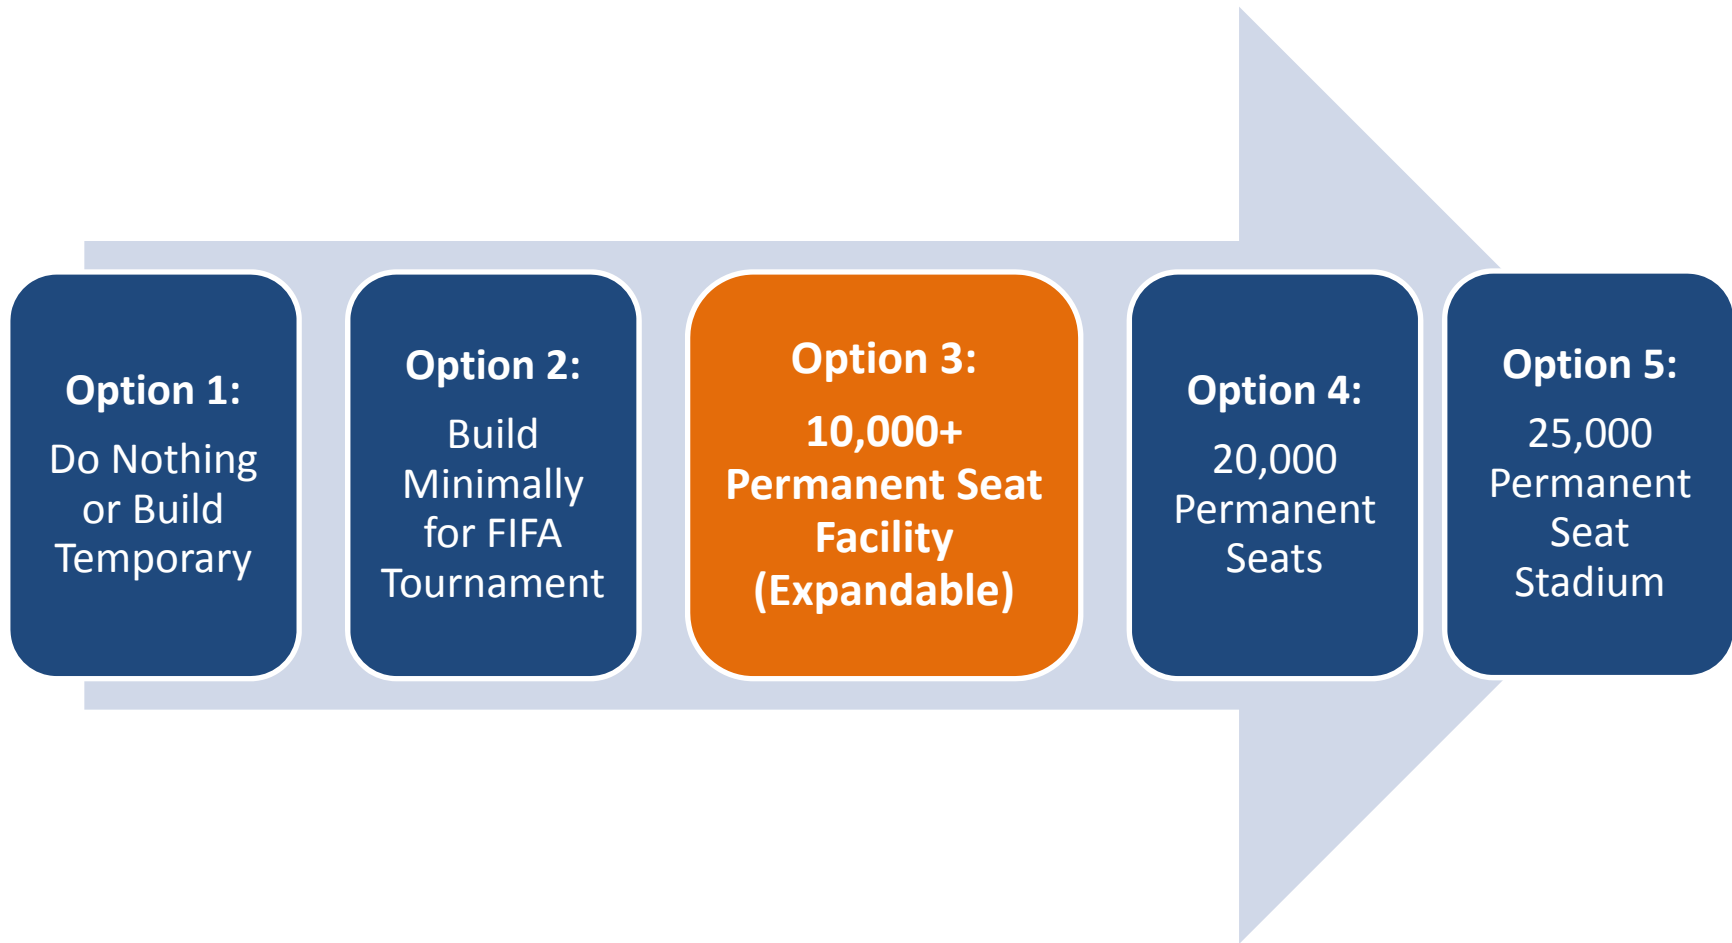 Option 1:
Do Nothing
or Build
Temporary
Option 2:
Build
Minimally
for FIFA
Tournament
Option 3:
10,000+
Permanent Seat
Facility
(Expandable)
Option 4:
20,000
Permanent
Seats
Option 5:
25,000
Permanent
Seat
Stadium